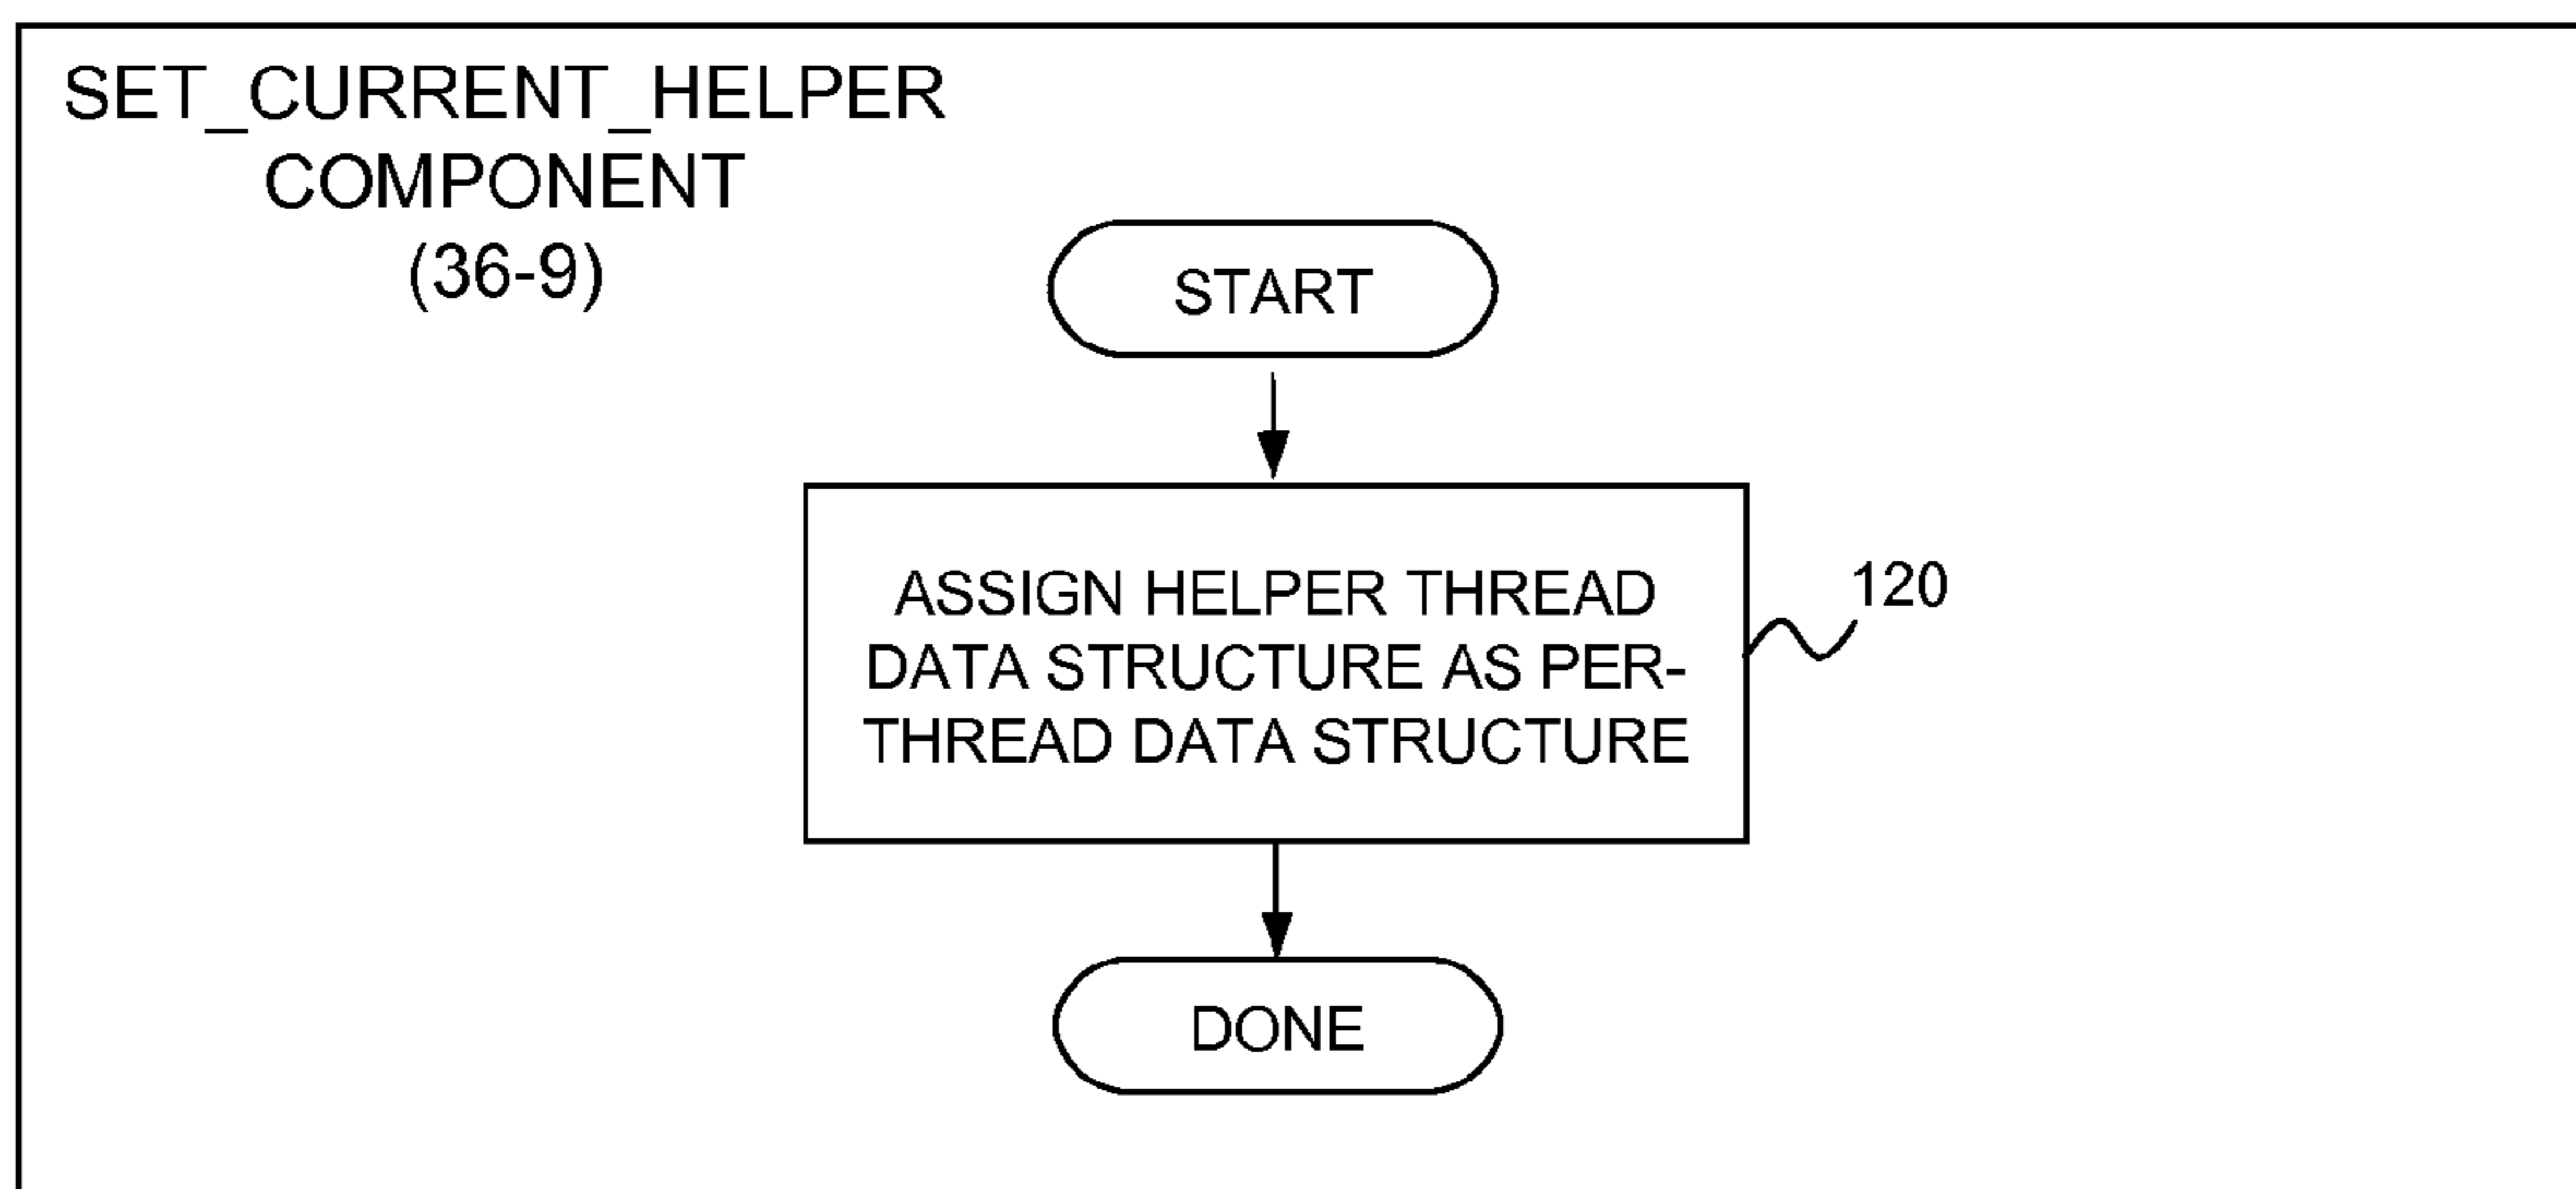 SET_CURRENT_HELPER
COMPONENT
(36-9)
START
ASSIGN HELPER THREAD
DATA STRUCTURE AS PER-
THREAD DATA STRUCTURE
120
DONE